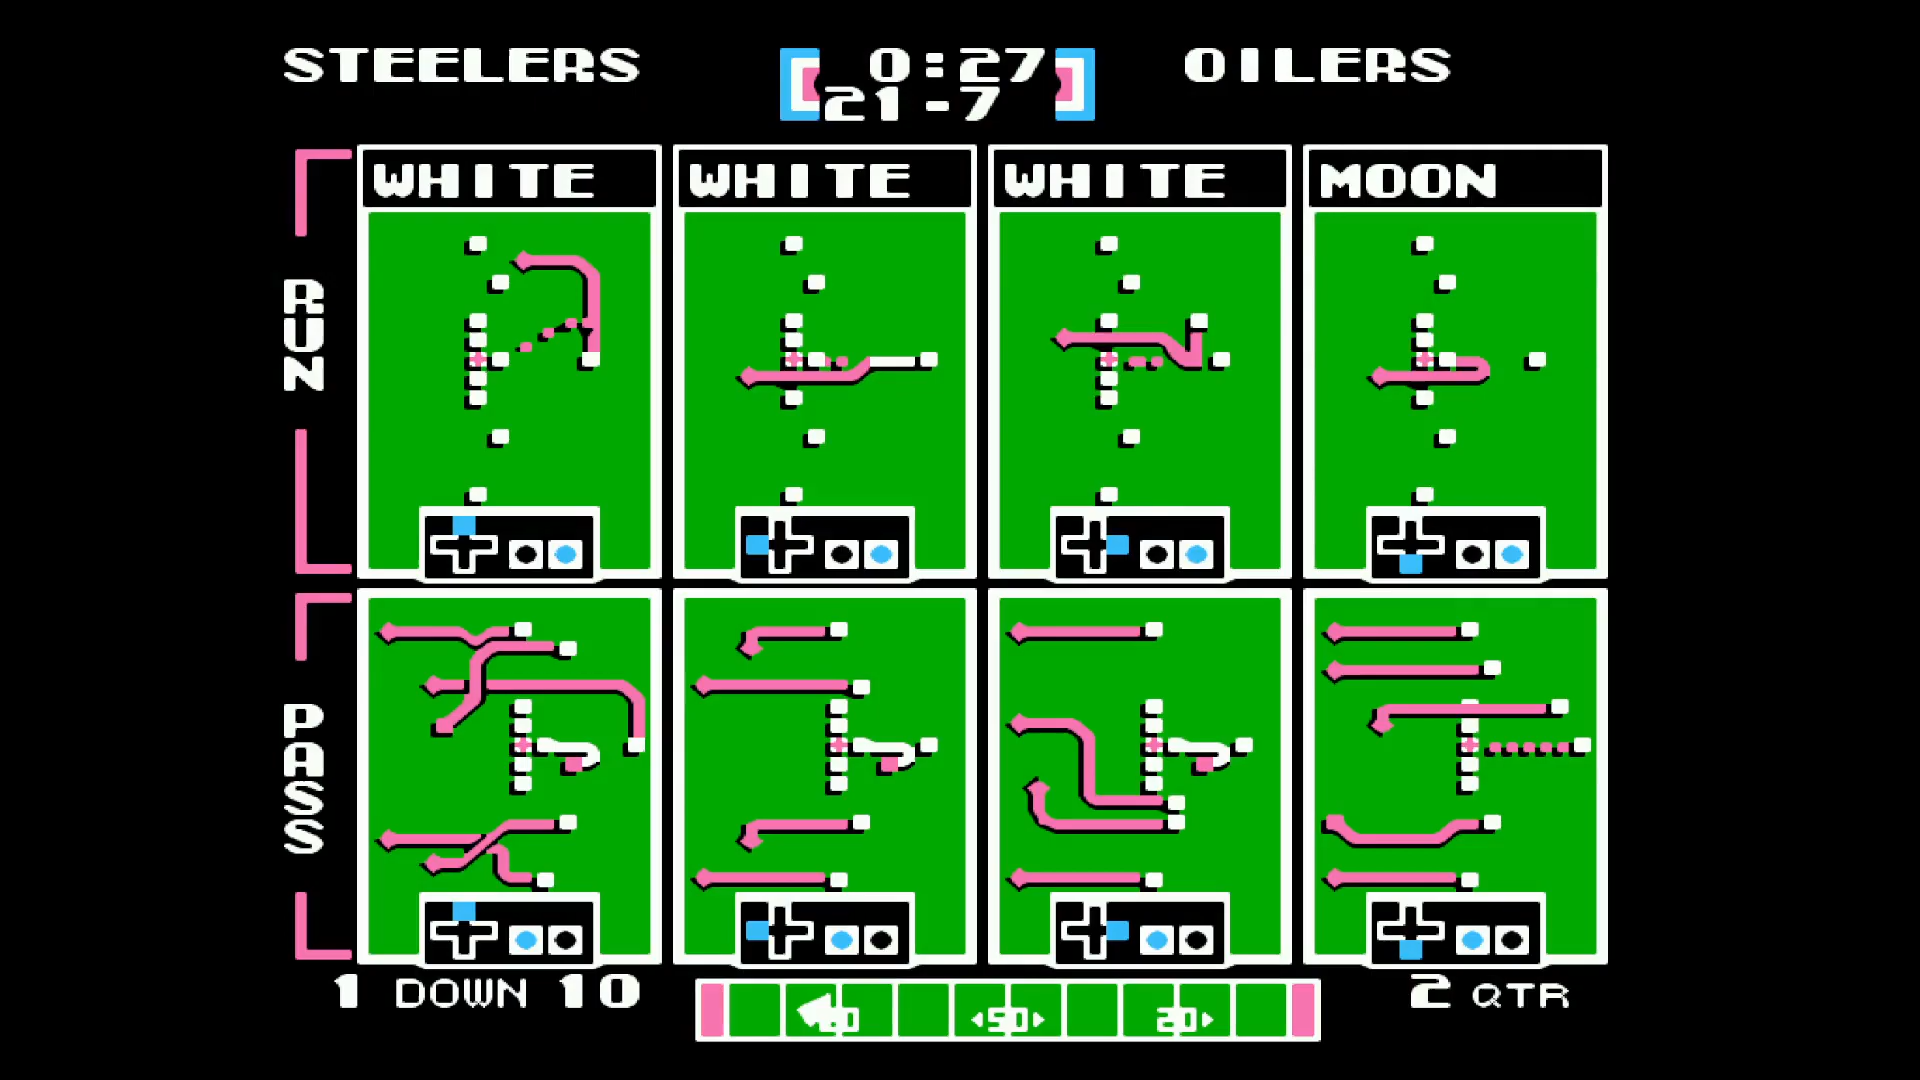 STEELERS 0:27 OILERS
21-7
WHITE WHITE WHITE MOON
RUN
PASS
1 DOWN 10 2 QTR
50 20